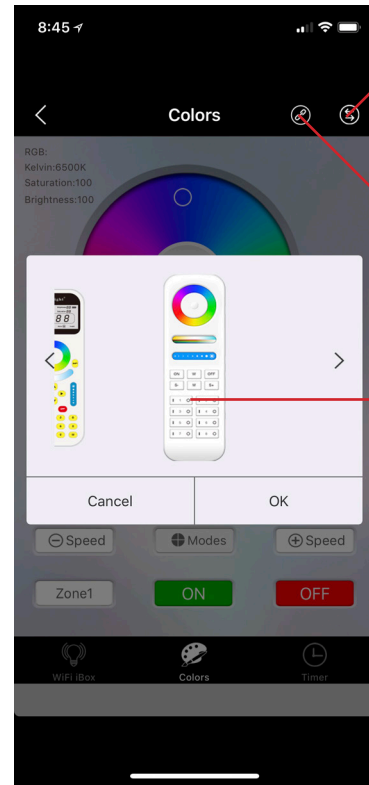 8:45
Colors
RGB:
Kelvin:6500K
Saturation:100
Brightness:100
88
ON W OFF
S- M S+
Cancel OK
Speed Modes Speed
Zone1 ON OFF
WiFi iBox Colors Timer